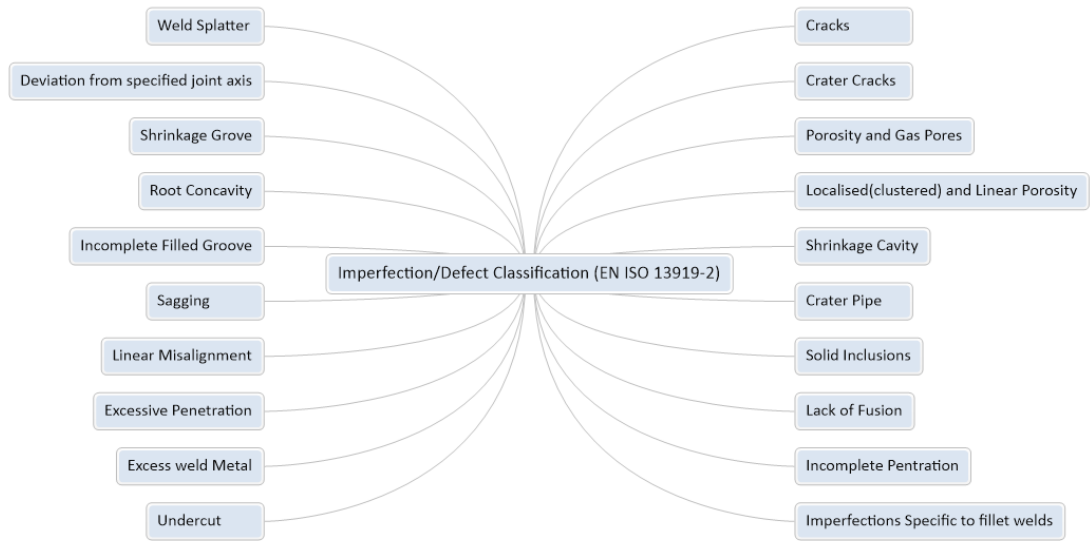 Weld Splatter
Deviation from specified joint axis
Shrinkage Grove
Root Concavity
Incomplete Filled Groove
Sagging
Linear Misalignment
Excessive Penetration
Excess weld Metal
Undercut
Imperfection/Defect Classification (EN ISO 13919-2)
Cracks
Crater Cracks
Porosity and Gas Pores
Localised(clustered) and Linear Porosity
Shrinkage Cavity
Crater Pipe
Solid Inclusions
Lack of Fusion
Incomplete Pentration
Imperfections Specific to fillet welds